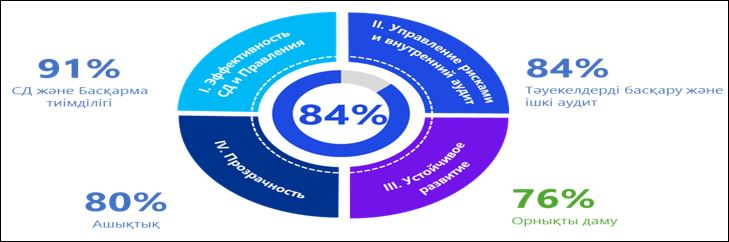 91%
СД және Басқарма
тиімділігі
I. Эффективность
СД и Правления
II. Управление рисками
и внутренний аудит
84%
Тәуекелдерді басқару және
ішкі аудит
84%
80%
Ашықтық
IV. Прозрачность
III. Устойчивое
развитие
76%
Орнықты даму